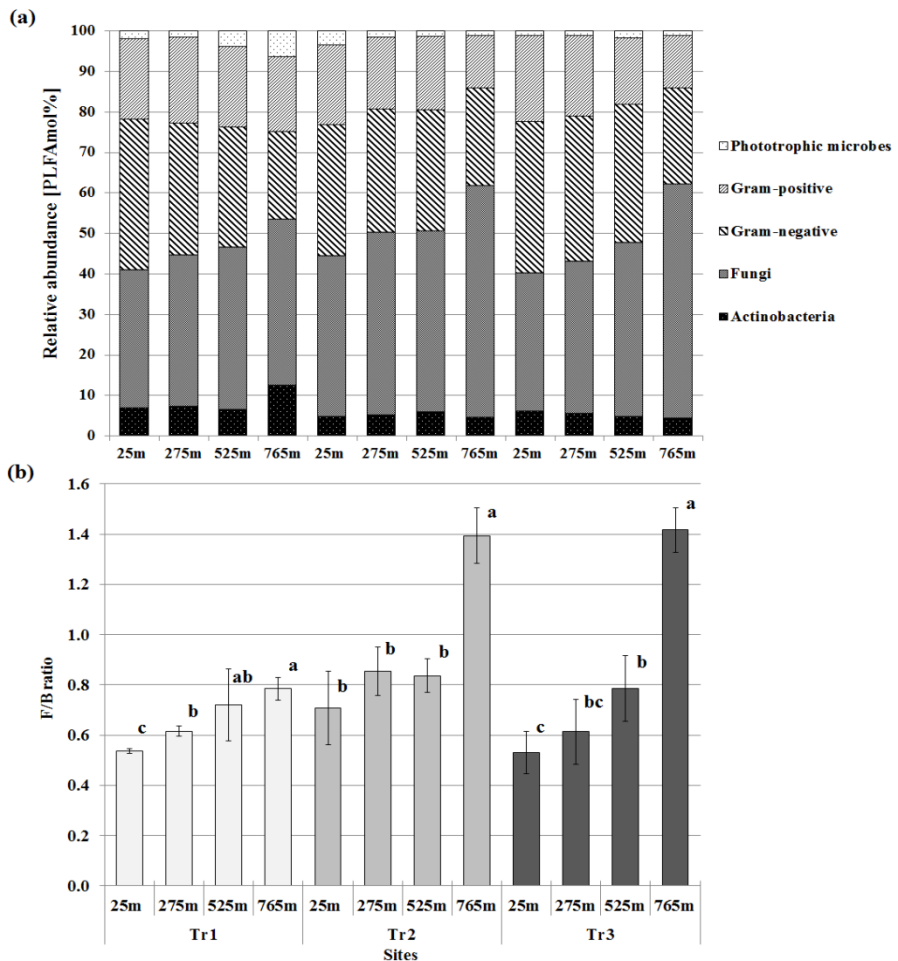 (a)
Relative abundance [PLFAmol%]
100
90
80
70
60
50
40
30
20
10
0
25m 275m 525m 765m 25m 275m 525m 765m 25m 275m 525m 765m
Phototrophic microbes
Gram-positive
Gram-negative
Fungi
Actinobacteria
(b)
F/B ratio
1.6
1.4
1.2
1.0
0.8
0.6
0.4
0.2
0.0
c b ab a b b b a c bc b a
25m 275m 525m 765m 25m 275m 525m 765m 25m 275m 525m 765m
Tr1 Tr2 Tr3
Sites